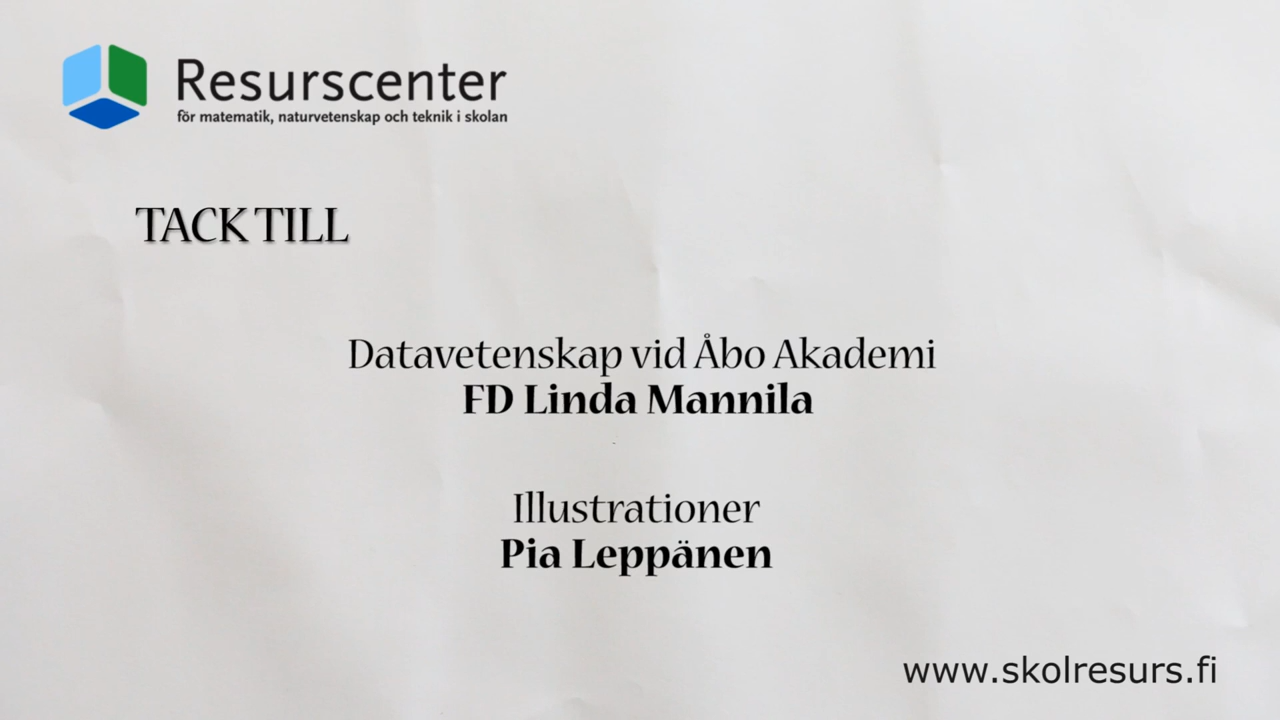 Resurscenter
för matematik, naturvetenskap och teknik i skolan
TACK TILL
Datavetenskap vid Åbo Akademi
FD Linda Mannila
Illustrationer
Pia Leppänen
www.skolresurs.fi